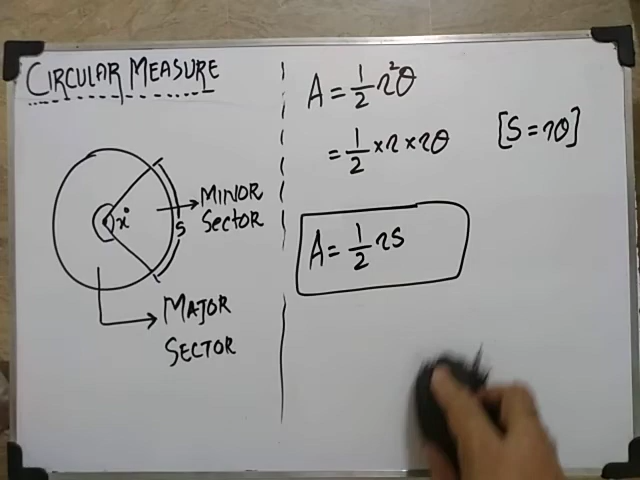 CIRCULAR MEASURE
x°
S
MINOR
SECTOR
MAJOR
SECTOR
A = 1/2 r²θ
= 1/2 × r × rθ
[S = rθ]
A = 1/2 rs